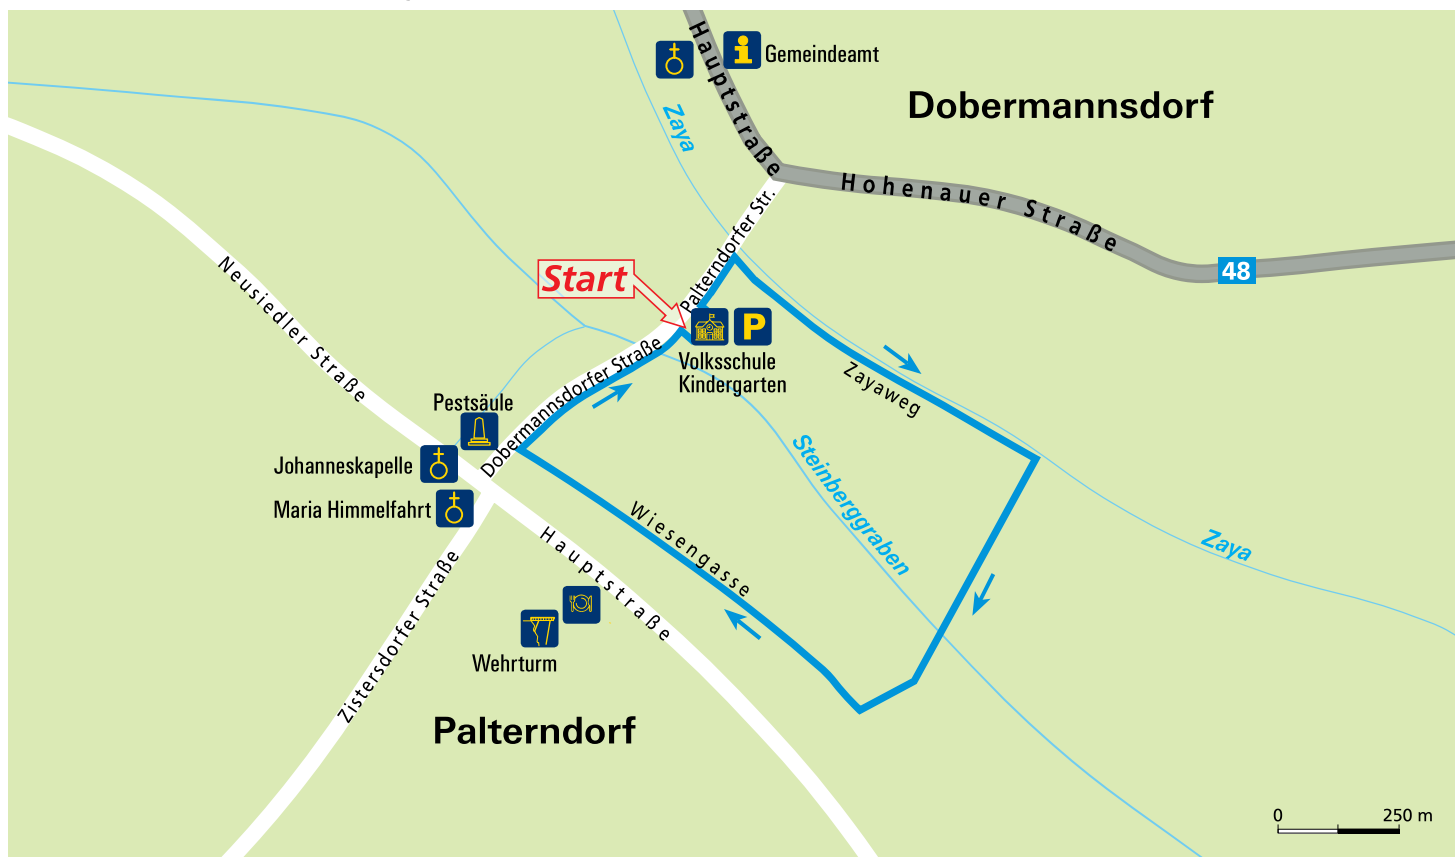 Hauptstraße
Gemeindeamt
Dobermannsdorf
Zaya
Hohenauer Straße
Palterndorfer Str.
48
Start
Neusiedler Straße
P
Volksschule
Kindergarten
Dobermannsdorfer Straße
Zayaweg
Pestsäule
Johanneskapelle
Maria Himmelfahrt
Steinberggraben
Wiesengasse
Zaya
Hauptstraße
Zistersdorfer Straße
Wehrturm
Palterndorf
0 250 m